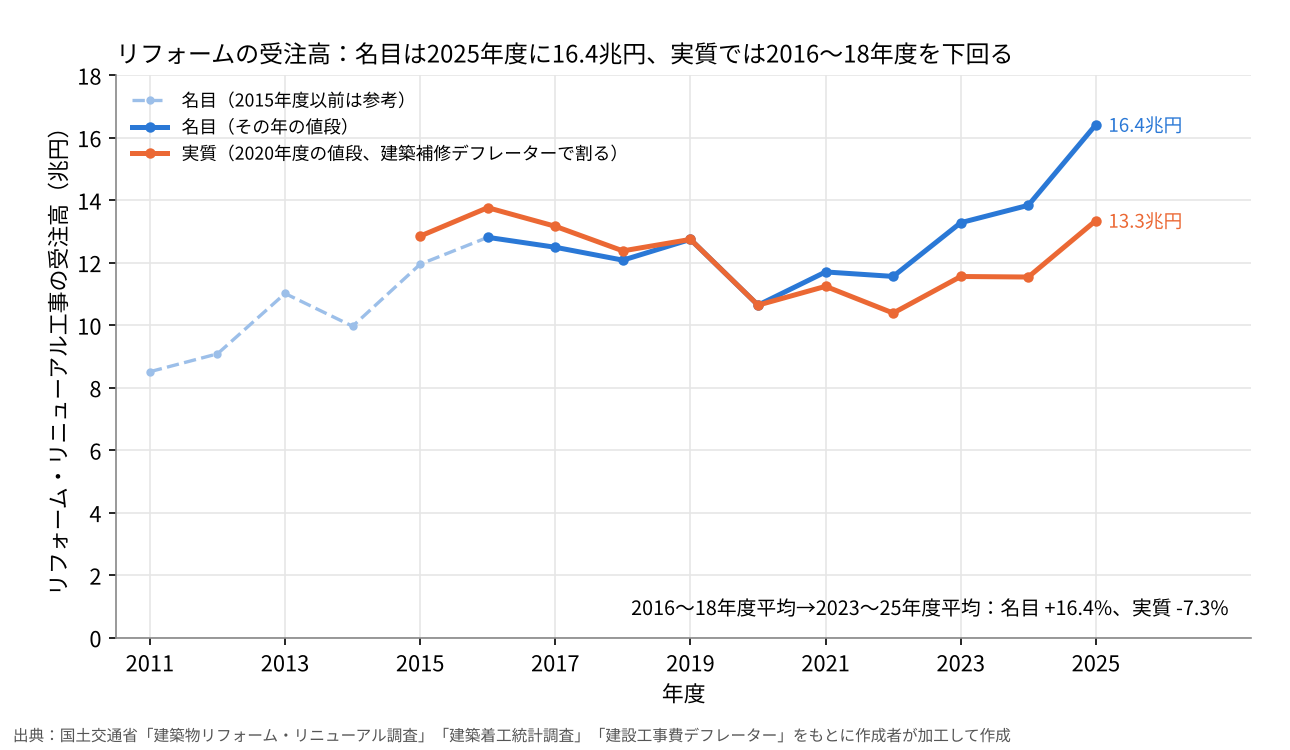 リフォームの受注高：名目は2025年度に16.4兆円、実質では2016～18年度を下回る
名目（2015年度以前は参考）
名目（その年の値段）
実質（2020年度の値段、建築補修デフレーターで割る）
リフォーム・リニューアル工事の受注高（兆円）
18
16
14
12
10
8
6
4
2
0
16.4兆円
13.3兆円
2016～18年度平均→2023～25年度平均：名目 +16.4%、実質 -7.3%
2011
2013
2015
2017
2019
2021
2023
2025
年度
出典：国土交通省「建築物リフォーム・リニューアル調査」「建築着工統計調査」「建設工事費デフレーター」をもとに作成者が加工して作成